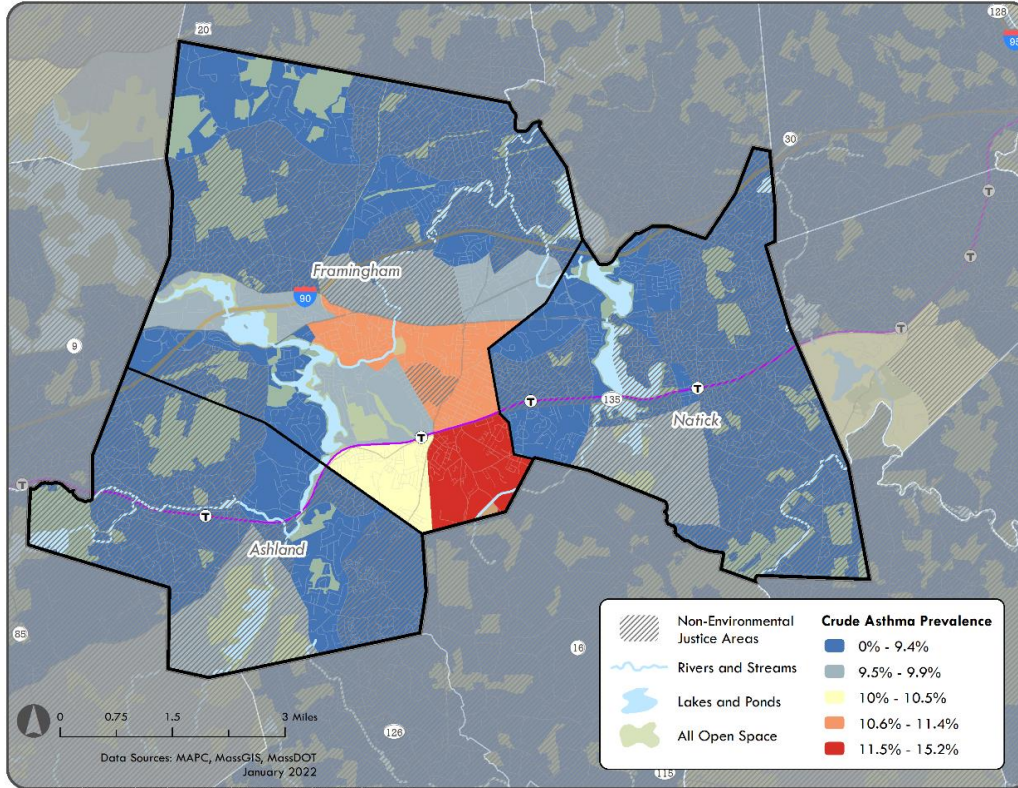 20
128
95
30
Framingham
90
9
135
Natick
T
T
T
T
T
T
T
T
Ashland
85
16
126
115
Non-Environmental
Justice Areas
Rivers and Streams
Lakes and Ponds
All Open Space
Crude Asthma Prevalence
0% - 9.4%
9.5% - 9.9%
10% - 10.5%
10.6% - 11.4%
11.5% - 15.2%
0 0.75 1.5 3 Miles
Data Sources: MAPC, MassGIS, MassDOT
January 2022